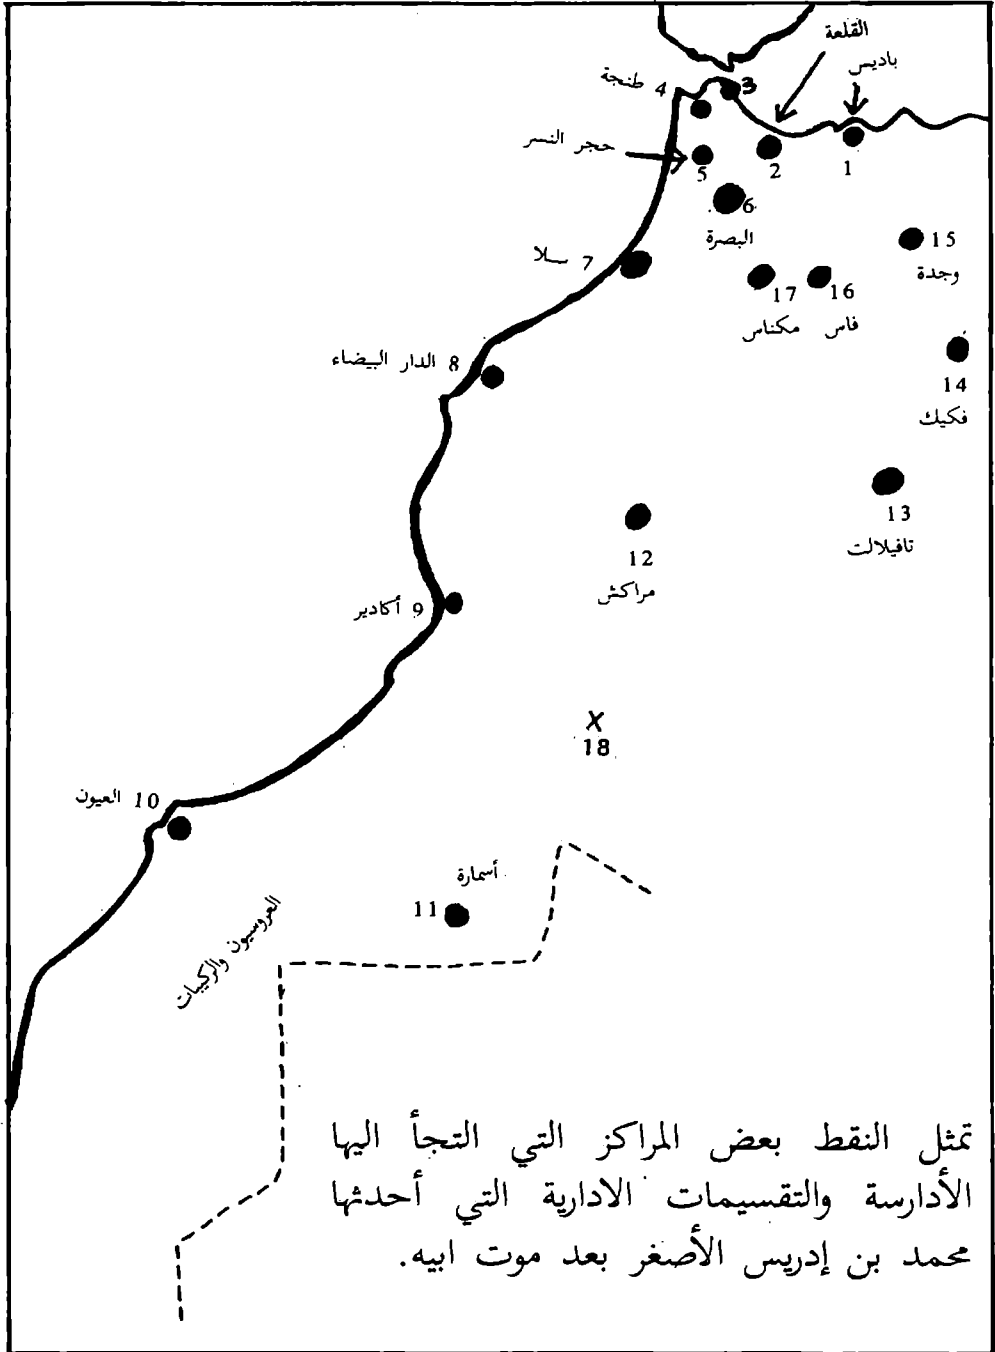 القلعة
باديس
3
4 طنجة
حجر النسر
5
2
1
6
البصرة
15
وجدة
7 سلا
17
مكناس
16
فاس
8 الدار البيضاء
14
فكيك
13
تافيلالت
12
مراكش
9 أكادير
X
18
10 العيون
أسمارة
11
العروسيون والركيبات
تمثل النقط بعض المراكز التي التجأ اليها
الأدارسة والتقسيمات الادارية التي أحدثها
محمد بن إدريس الأصغر بعد موت ابيه.